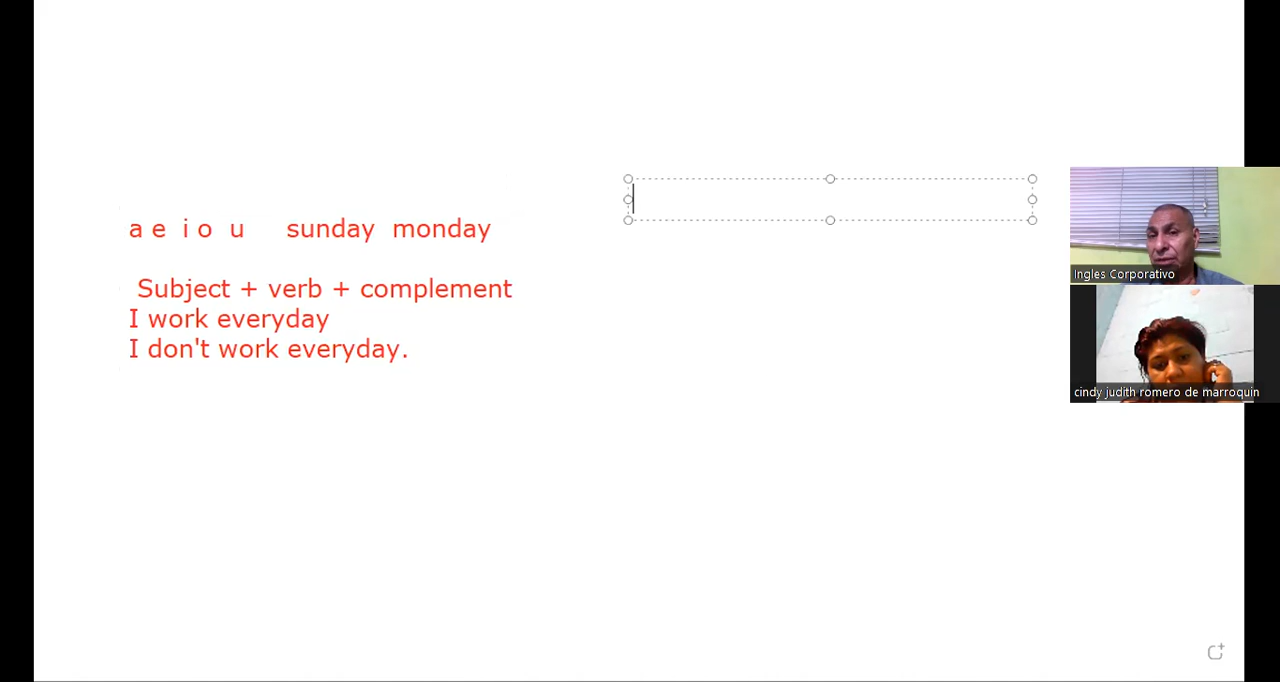 a e i o u sunday monday
Subject + verb + complement
I work everyday
I don't work everyday.
Ingles Corporativo
cindy judith romero de marroquin